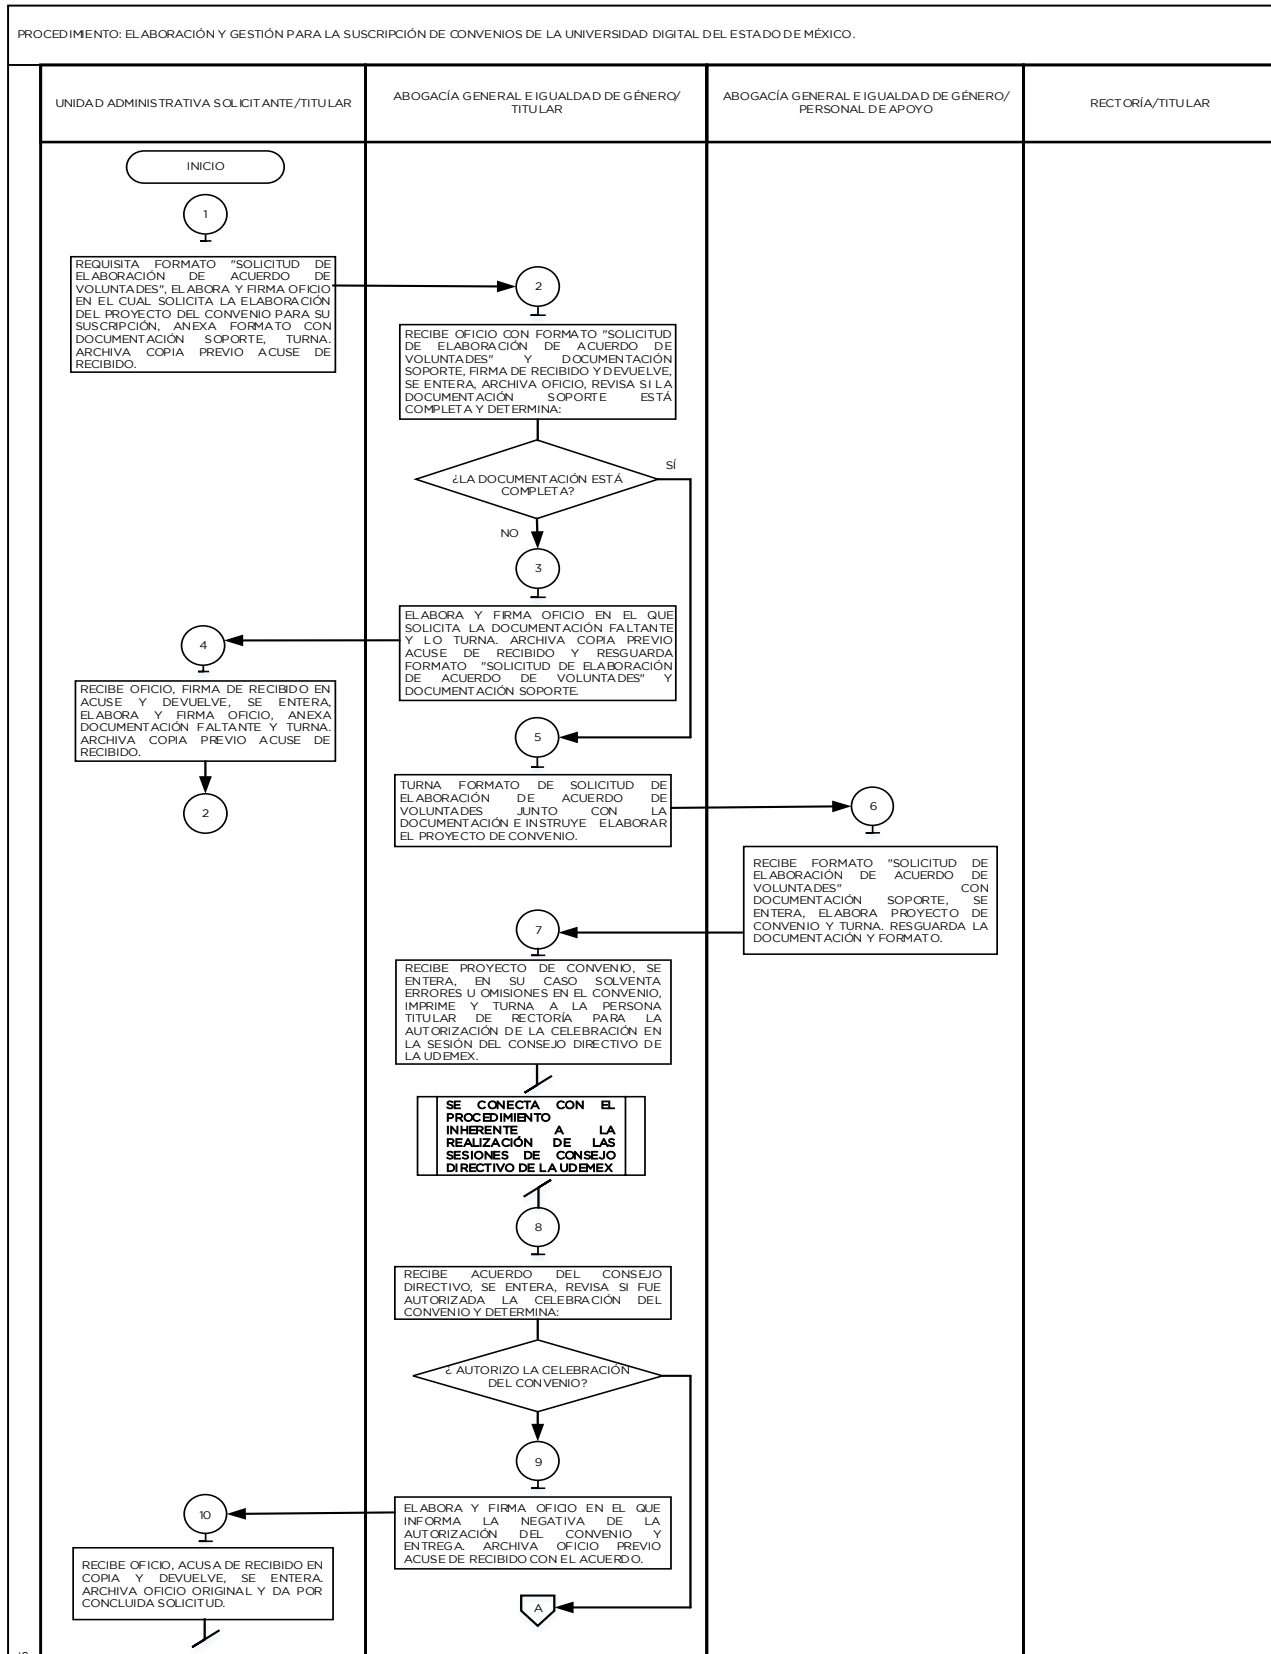 PROCEDIMIENTO: ELABORACIÓN Y GESTIÓN PARA LA SUSCRIPCIÓN DE CONVENIOS DE LA UNIVERSIDAD DIGITAL DEL ESTADO DE MÉXICO.
UNIDAD ADMINISTRATIVA SOLICITANTE/TITULAR
ABOGACÍA GENERAL E IGUALDAD DE GÉNERO/
TITULAR
ABOGACÍA GENERAL E IGUALDAD DE GÉNERO/
PERSONAL DE APOYO
RECTORÍA/TITULAR
INICIO
1
REQUISITA FORMATO "SOLICITUD DE
ELABORACIÓN DE ACUERDO DE
VOLUNTADES", ELABORA Y FIRMA OFICIO
EN EL CUAL SOLICITA LA ELABORACIÓN
DEL PROYECTO DEL CONVENIO PARA SU
SUSCRIPCIÓN, ANEXA FORMATO CON
DOCUMENTACIÓN SOPORTE, TURNA.
ARCHIVA COPIA PREVIO ACUSE DE
RECIBIDO.
2
RECIBE OFICIO CON FORMATO "SOLICITUD
DE ELABORACIÓN DE ACUERDO DE
VOLUNTADES" Y DOCUMENTACIÓN
SOPORTE, FIRMA DE RECIBIDO Y DEVUELVE,
SE ENTERA, ARCHIVA OFICIO, REVISA SI LA
DOCUMENTACIÓN SOPORTE ESTÁ
COMPLETA Y DETERMINA:
¿LA DOCUMENTACIÓN ESTÁ
COMPLETA?
SÍ
NO
3
ELABORA Y FIRMA OFICIO EN EL QUE
SOLICITA LA DOCUMENTACIÓN FALTANTE
Y LO TURNA. ARCHIVA COPIA PREVIO
ACUSE DE RECIBIDO Y RESGUARDA
FORMATO "SOLICITUD DE ELABORACIÓN
DE ACUERDO DE VOLUNTADES" Y
DOCUMENTACIÓN SOPORTE.
4
RECIBE OFICIO, FIRMA DE RECIBIDO EN
ACUSE Y DEVUELVE, SE ENTERA,
ELABORA Y FIRMA OFICIO, ANEXA
DOCUMENTACIÓN FALTANTE Y TURNA.
ARCHIVA COPIA PREVIO ACUSE DE
RECIBIDO.
2
5
TURNA FORMATO DE SOLICITUD DE
ELABORACIÓN DE ACUERDO DE
VOLUNTADES JUNTO CON LA
DOCUMENTACIÓN E INSTRUYE ELABORAR
EL PROYECTO DE CONVENIO.
6
RECIBE FORMATO "SOLICITUD DE
ELABORACIÓN DE ACUERDO DE
VOLUNTADES" CON
DOCUMENTACIÓN SOPORTE, SE
ENTERA, ELABORA PROYECTO DE
CONVENIO Y TURNA. RESGUARDA LA
DOCUMENTACIÓN Y FORMATO.
7
RECIBE PROYECTO DE CONVENIO, SE
ENTERA, EN SU CASO SOLVENTA
ERRORES U OMISIONES EN EL CONVENIO,
IMPRIME Y TURNA A LA PERSONA
TITULAR DE RECTORÍA PARA LA
AUTORIZACIÓN DE LA CELEBRACIÓN EN
LA SESIÓN DEL CONSEJO DIRECTIVO DE
LA UDEMEX.
SE CONECTA CON EL
PROCEDIMIENTO
INHERENTE A LA
REALIZACIÓN DE LAS
SESIONES DE CONSEJO
DIRECTIVO DE LA UDEMEX
8
RECIBE ACUERDO DEL CONSEJO
DIRECTIVO, SE ENTERA, REVISA SI FUE
AUTORIZADA LA CELEBRACIÓN DEL
CONVENIO Y DETERMINA:
¿ AUTORIZO LA CELEBRACIÓN
DEL CONVENIO?
9
ELABORA Y FIRMA OFICIO EN EL QUE
INFORMA LA NEGATIVA DE LA
AUTORIZACIÓN DEL CONVENIO Y
ENTREGA. ARCHIVA OFICIO PREVIO
ACUSE DE RECIBIDO CON EL ACUERDO.
10
RECIBE OFICIO, ACUSA DE RECIBIDO EN
COPIA Y DEVUELVE, SE ENTERA.
ARCHIVA OFICIO ORIGINAL Y DA POR
CONCLUIDA SOLICITUD.
A